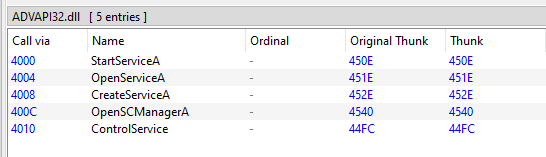 ADVAPI32.dll [ 5 entries ]
Call via Name Ordinal Original Thunk Thunk
4000 StartServiceA - 450E 450E
4004 OpenServiceA - 451E 451E
4008 CreateServiceA - 452E 452E
400C OpenSCManagerA - 4540 4540
4010 ControlService - 44FC 44FC